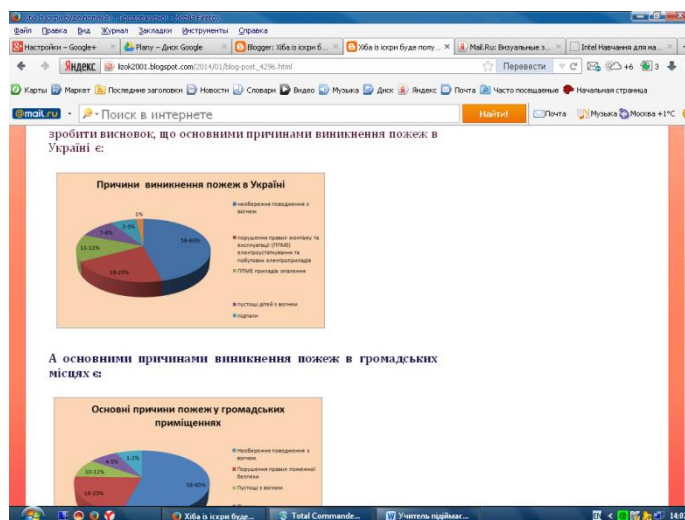 Хіба із іскри буде полумя? - Продовження! - Mozilla Firefox
Файл Правка Вид Журнал Закладки Инструменты Справка
Настройки – Google+
Plany – Диск Google
Blogger: Хіба із іскри б...
Хіба із іскри буде полу...
Mail.Ru: Визуальные з...
Intel Навчання для ма...
ЯНДЕКС lizok2001.blogspot.com/2014/01/blog-post_4296.html Перевести +6 3
Карты Маркет Последние заголовки Новости Словари Видео Музыка Диск Яндекс Почта Часто посещаемые Начальная страница
@mail.ru Поиск в интернете Найти! Почта Музыка Москва +1°C
зробити висновок, що основними причинами виникнення пожеж в
Україні є:
Причини виникнення пожеж в Україні
1%
2-3%
7-8%
11-12%
18-20%
58-60%
необережне поводження з
вогнем
порушення правил монтажу та
експлуатації (ППМЕ)
електроустаткування та
побутових електроприладів
ППМЕ приладів опалення
пустощі дітей з вогнем
підпали
А основними причинами виникнення пожеж в громадських
місцях є:
Основні причини пожеж у громадських
приміщеннях
1-2%
4-5%
10-12%
18-20%
58-60%
Необережне поводження з
вогнем
Порушення правил пожежної
безпеки
Пустощі з вогнем
Хіба із іскри буде...
Total Commande...
Учитель підіймає...
14:02